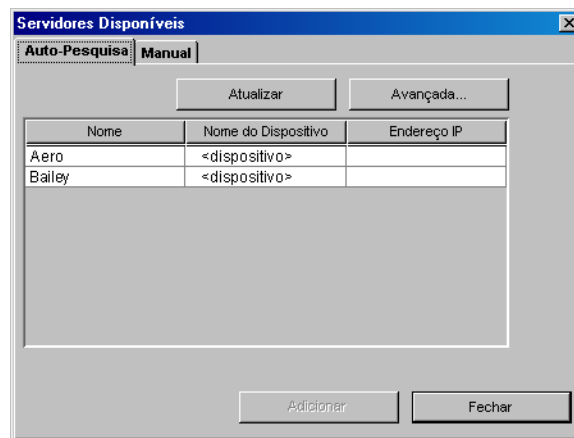 Servidores Disponíveis
Auto-Pesquisa Manual
Atualizar Avançada...
Nome Nome do Dispositivo Endereço IP
Aero <dispositivo>
Bailey <dispositivo>
Adicionar Fechar